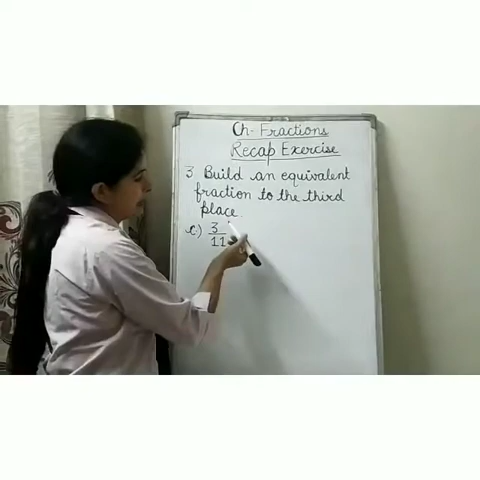 Ch- Fractions
Recap Exercise
3. Build an equivalent
fraction to the third
place.
c) 3
11